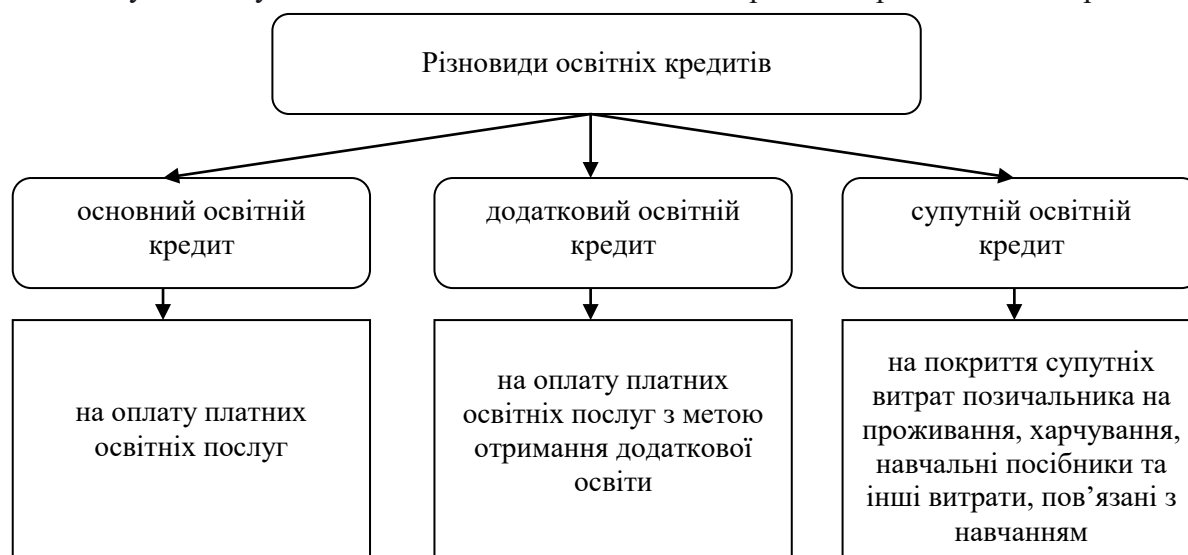 Різновиди освітніх кредитів
основний освітній
кредит
додатковий освітній
кредит
супутній освітній
кредит
на оплату платних
освітніх послуг
на оплату платних
освітніх послуг з метою
отримання додаткової
освіти
на покриття супутніх
витрат позичальника на
проживання, харчування,
навчальні посібники та
інші витрати, пов’язані з
навчанням